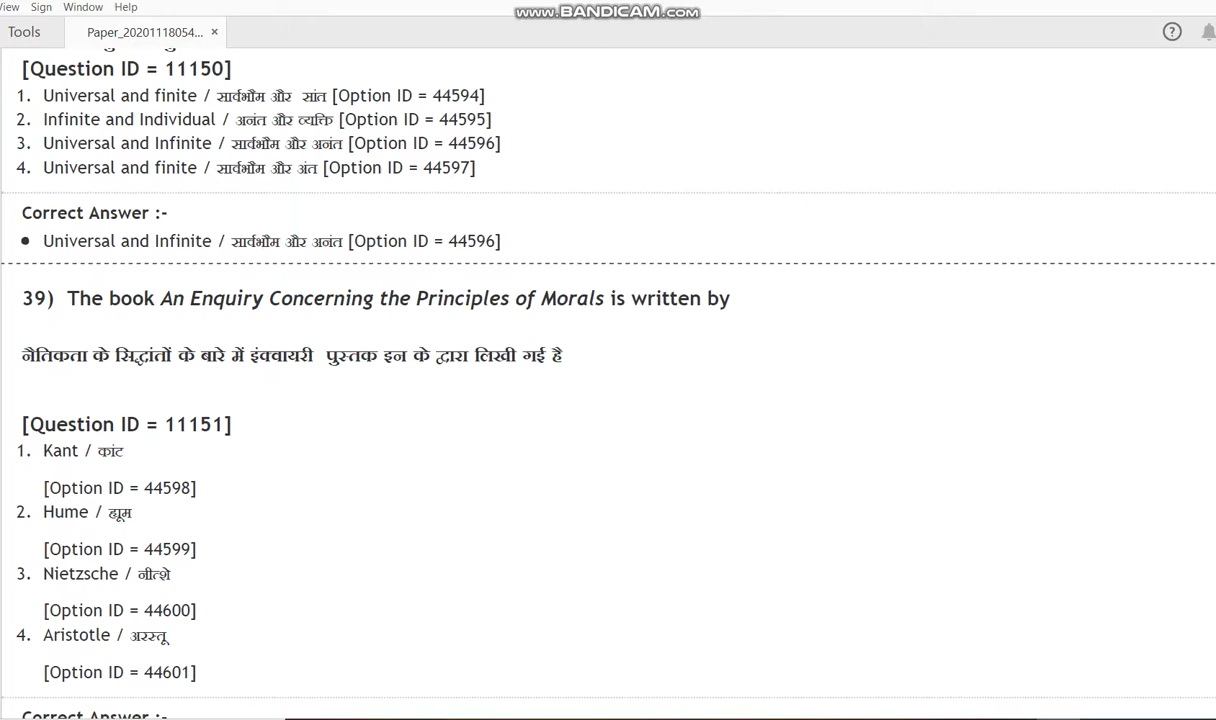 View Sign Window Help
www.BANDICAM.com
Tools Paper_20201118054... ×
[Question ID = 11150]
1. Universal and finite / सार्वभौम और सांत [Option ID = 44594]
2. Infinite and Individual / अनंत और व्यक्ति [Option ID = 44595]
3. Universal and Infinite / सार्वभौम और अनंत [Option ID = 44596]
4. Universal and finite / सार्वभौम और अंत [Option ID = 44597]
Correct Answer :-
• Universal and Infinite / सार्वभौम और अनंत [Option ID = 44596]
39) The book An Enquiry Concerning the Principles of Morals is written by
नैतिकता के सिद्धांतों के बारे में इंक्वायरी पुस्तक इन के द्वारा लिखी गई है
[Question ID = 11151]
1. Kant / कांट
[Option ID = 44598]
2. Hume / ह्यूम
[Option ID = 44599]
3. Nietzsche / नीत्शे
[Option ID = 44600]
4. Aristotle / अरस्तू
[Option ID = 44601]
Correct Answer :-